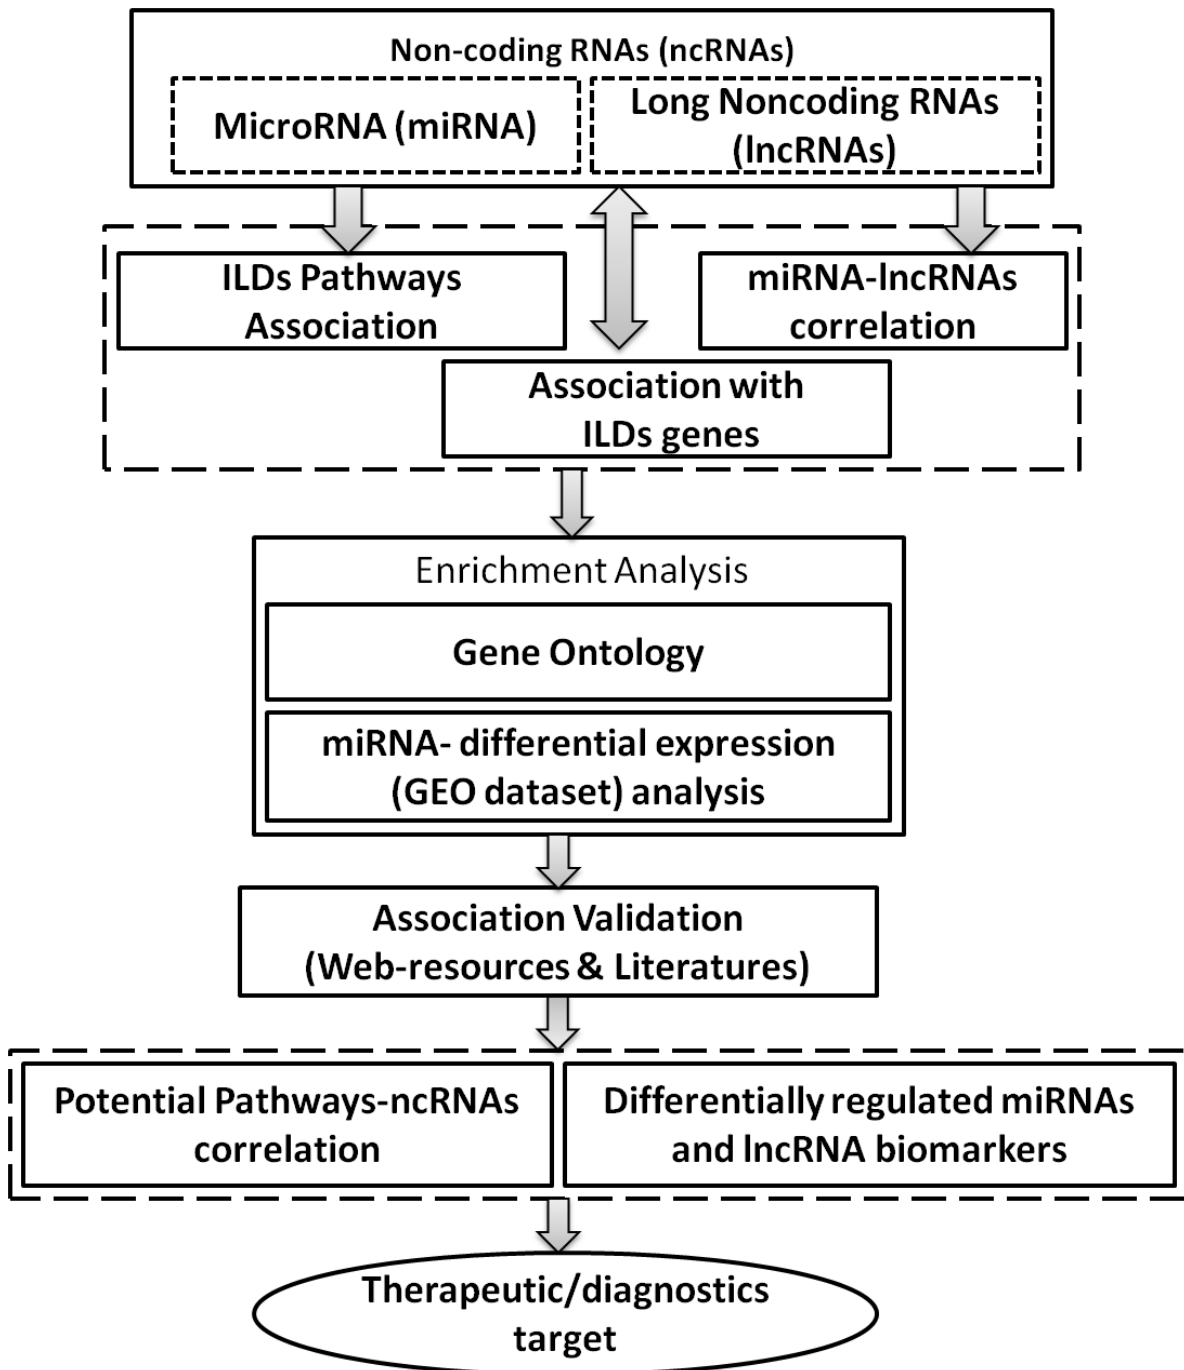 Non-coding RNAs (ncRNAs)
MicroRNA (miRNA)
Long Noncoding RNAs
(lncRNAs)
ILDs Pathways
Association
miRNA-lncRNAs
correlation
Association with
ILDs genes
Enrichment Analysis
Gene Ontology
miRNA- differential expression
(GEO dataset) analysis
Association Validation
(Web-resources & Literatures)
Potential Pathways-ncRNAs
correlation
Differentially regulated miRNAs
and lncRNA biomarkers
Therapeutic/diagnostics
target